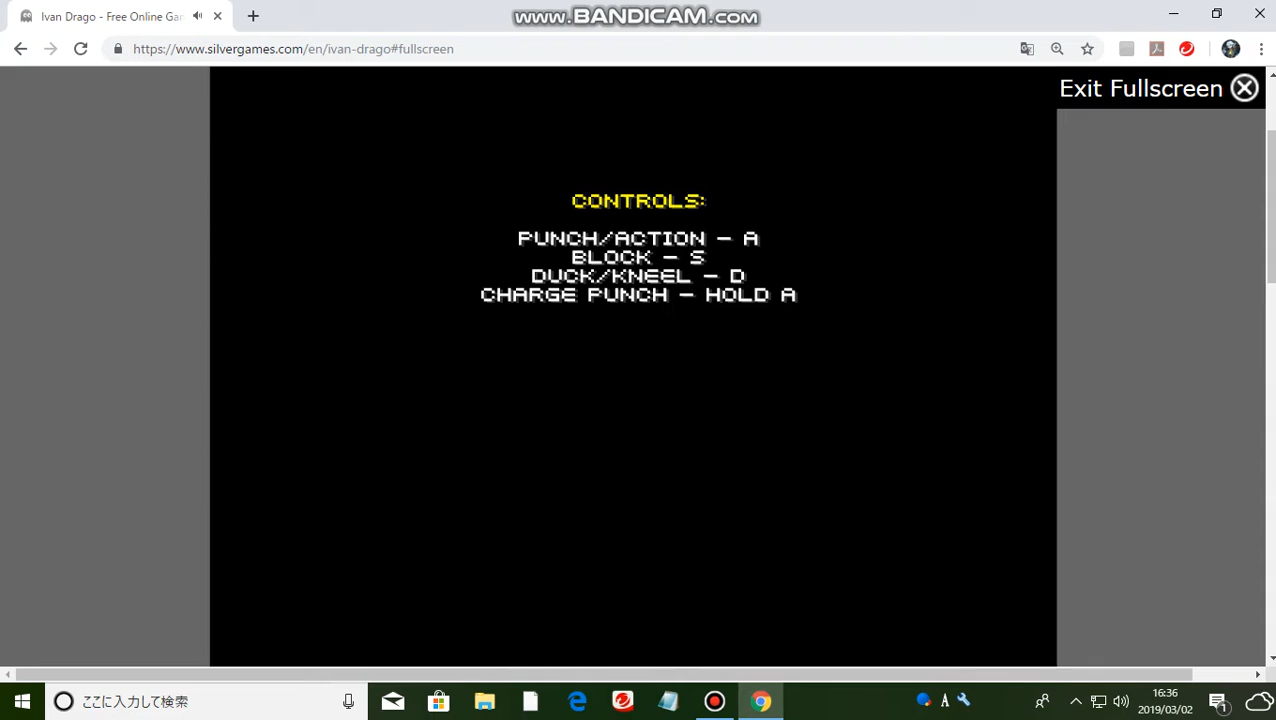 Ivan Drago - Free Online Ga
www.BANDICAM.com
https://www.silvergames.com/en/ivan-drago#fullscreen
Exit Fullscreen
CONTROLS:
PUNCH/ACTION - A
BLOCK - S
DUCK/KNEEL - D
CHARGE PUNCH - HOLD A
ここに入力して検索
A
16:36
2019/03/02
1